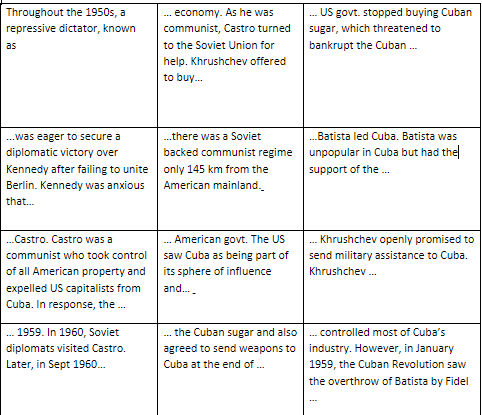 Throughout the 1950s, a
repressive dictator, known
as
... economy. As he was
communist, Castro turned
to the Soviet Union for
help. Khrushchev offered
to buy...
... US govt. stopped buying Cuban
sugar, which threatened to
bankrupt the Cuban ...
...was eager to secure a
diplomatic victory over
Kennedy after failing to unite
Berlin. Kennedy was anxious
that...
...there was a Soviet
backed communist regime
only 145 km from the
American mainland.
...Batista led Cuba. Batista was
unpopular in Cuba but had the
support of the ...
...Castro. Castro was a
communist who took control
of all American property and
expelled US capitalists from
Cuba. In response, the ...
... American govt. The US
saw Cuba as being part of
its sphere of influence
and...
... Khrushchev openly promised to
send military assistance to Cuba.
Khrushchev ...
... 1959. In 1960, Soviet
diplomats visited Castro.
Later, in Sept 1960...
... the Cuban sugar and also
agreed to send weapons to
Cuba at the end of ...
... controlled most of Cuba's
industry. However, in January
1959, the Cuban Revolution saw
the overthrow of Batista by Fidel
...